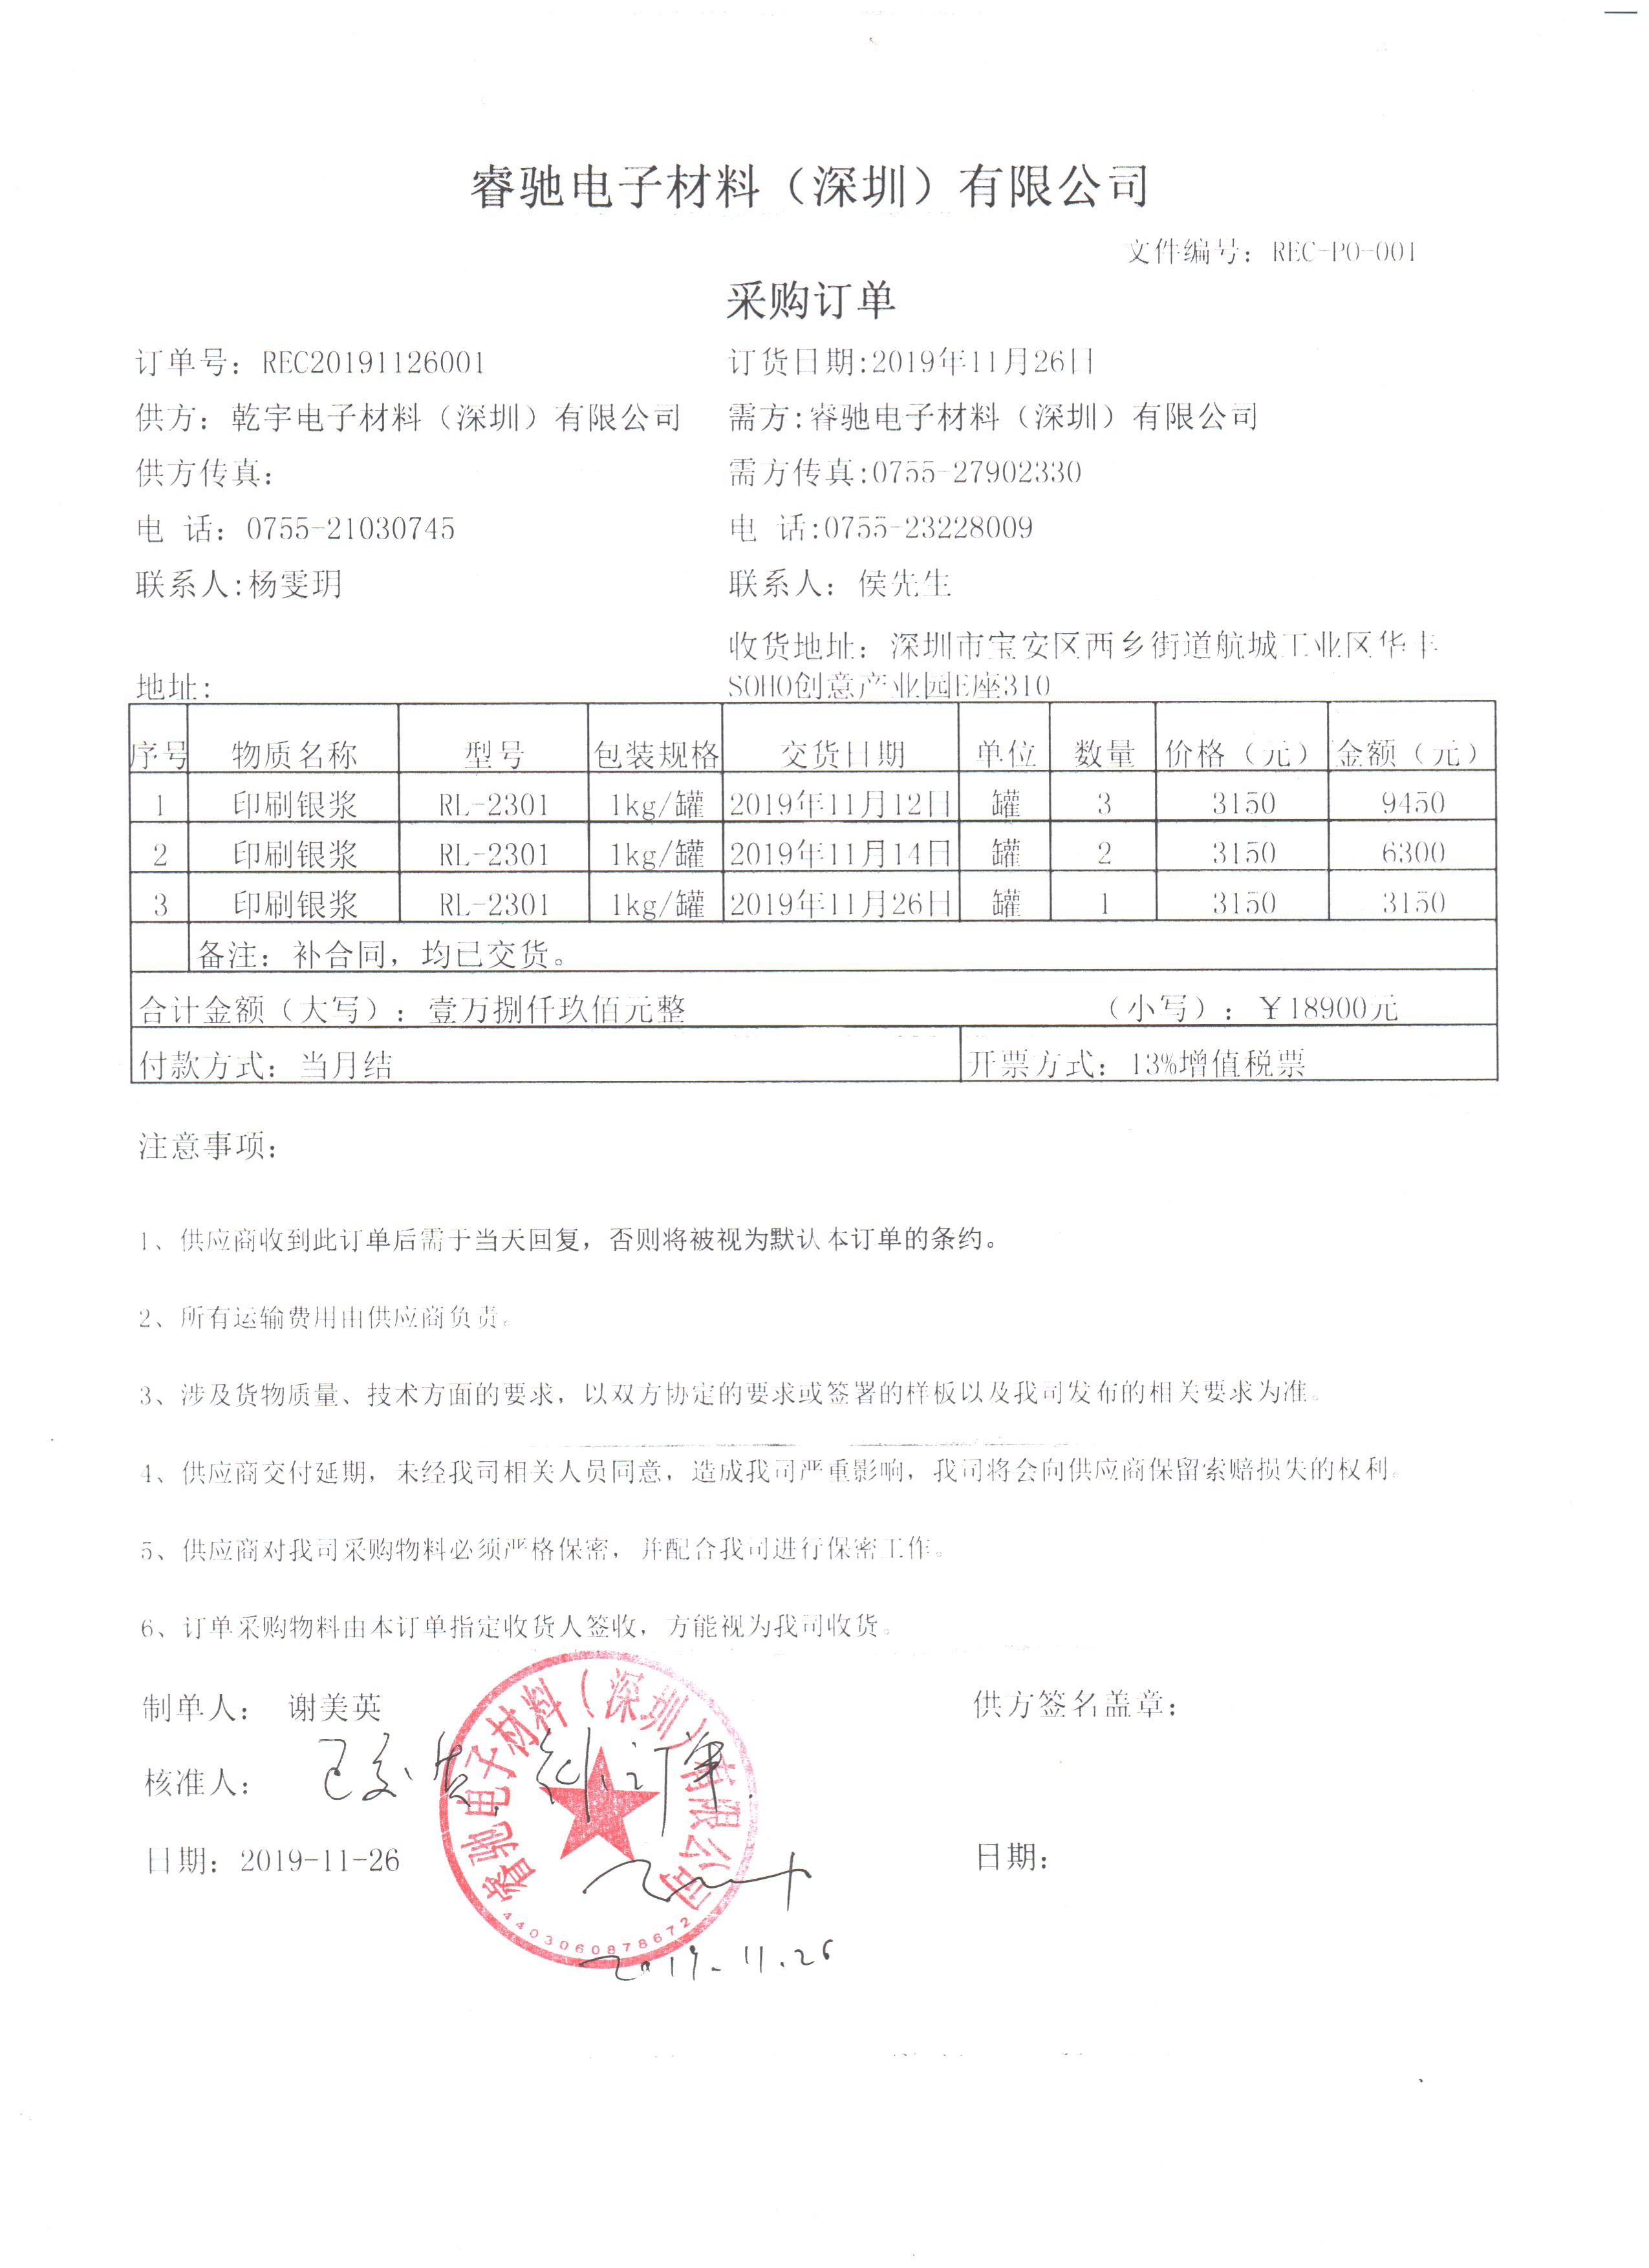 睿驰电子材料（深圳）有限公司
文件编号：REC-PO-001
采购订单
订单号：REC20191126001 订货日期:2019年11月26日
供方：乾宇电子材料（深圳）有限公司 需方:睿驰电子材料（深圳）有限公司
供方传真： 需方传真:0755-27902330
电 话：0755-21030745 电 话:0755-23228009
联系人:杨雯玥 联系人：侯先生
收货地址：深圳市宝安区西乡街道航城工业区华丰
地址: SOHO创意产业园E座310
序号 物质名称 型号 包装规格 交货日期 单位 数量 价格（元） 金额（元）
1 印刷银浆 RL-2301 1kg/罐 2019年11月12日 罐 3 3150 9450
2 印刷银浆 RL-2301 1kg/罐 2019年11月14日 罐 2 3150 6300
3 印刷银浆 RL-2301 1kg/罐 2019年11月26日 罐 1 3150 3150
备注：补合同，均已交货。
合计金额（大写）：壹万捌仟玖佰元整 （小写）：￥18900元
付款方式：当月结 开票方式：13%增值税票
注意事项：
1、供应商收到此订单后需于当天回复，否则将被视为默认本订单的条约。
2、所有运输费用由供应商负责。
3、涉及货物质量、技术方面的要求，以双方协定的要求或签署的样板以及我司发布的相关要求为准。
4、供应商交付延期，未经我司相关人员同意，造成我司严重影响，我司将会向供应商保留索赔损失的权利。
5、供应商对我司采购物料必须严格保密，并配合我司进行保密工作。
6、订单采购物料由本订单指定收货人签收，方能视为我司收货。
制单人： 谢美英 供方签名盖章：
核准人： 已交货 补订单.
日期：2019-11-26 日期：
睿驰电子材料（深圳）有限公司
4403060878672
2019.11.26